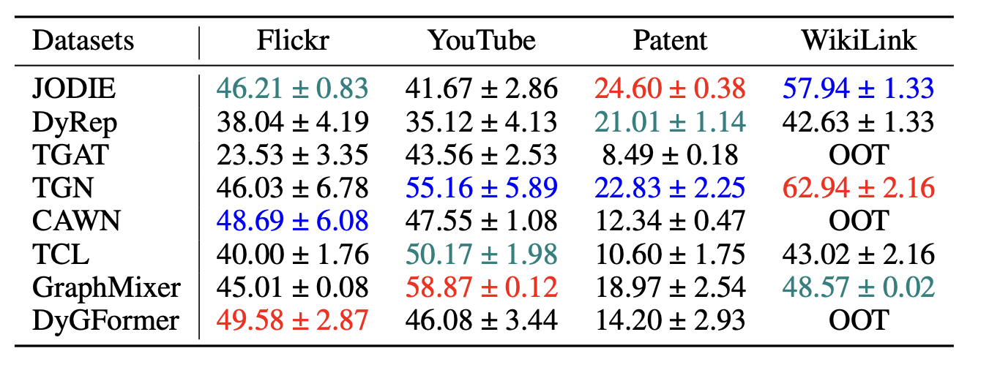 Datasets Flickr YouTube Patent WikiLink
JODIE 46.21 ± 0.83 41.67 ± 2.86 24.60 ± 0.38 57.94 ± 1.33
DyRep 38.04 ± 4.19 35.12 ± 4.13 21.01 ± 1.14 42.63 ± 1.33
TGAT 23.53 ± 3.35 43.56 ± 2.53 8.49 ± 0.18 OOT
TGN 46.03 ± 6.78 55.16 ± 5.89 22.83 ± 2.25 62.94 ± 2.16
CAWN 48.69 ± 6.08 47.55 ± 1.08 12.34 ± 0.47 OOT
TCL 40.00 ± 1.76 50.17 ± 1.98 10.60 ± 1.75 43.02 ± 2.16
GraphMixer 45.01 ± 0.08 58.87 ± 0.12 18.97 ± 2.54 48.57 ± 0.02
DyGFormer 49.58 ± 2.87 46.08 ± 3.44 14.20 ± 2.93 OOT